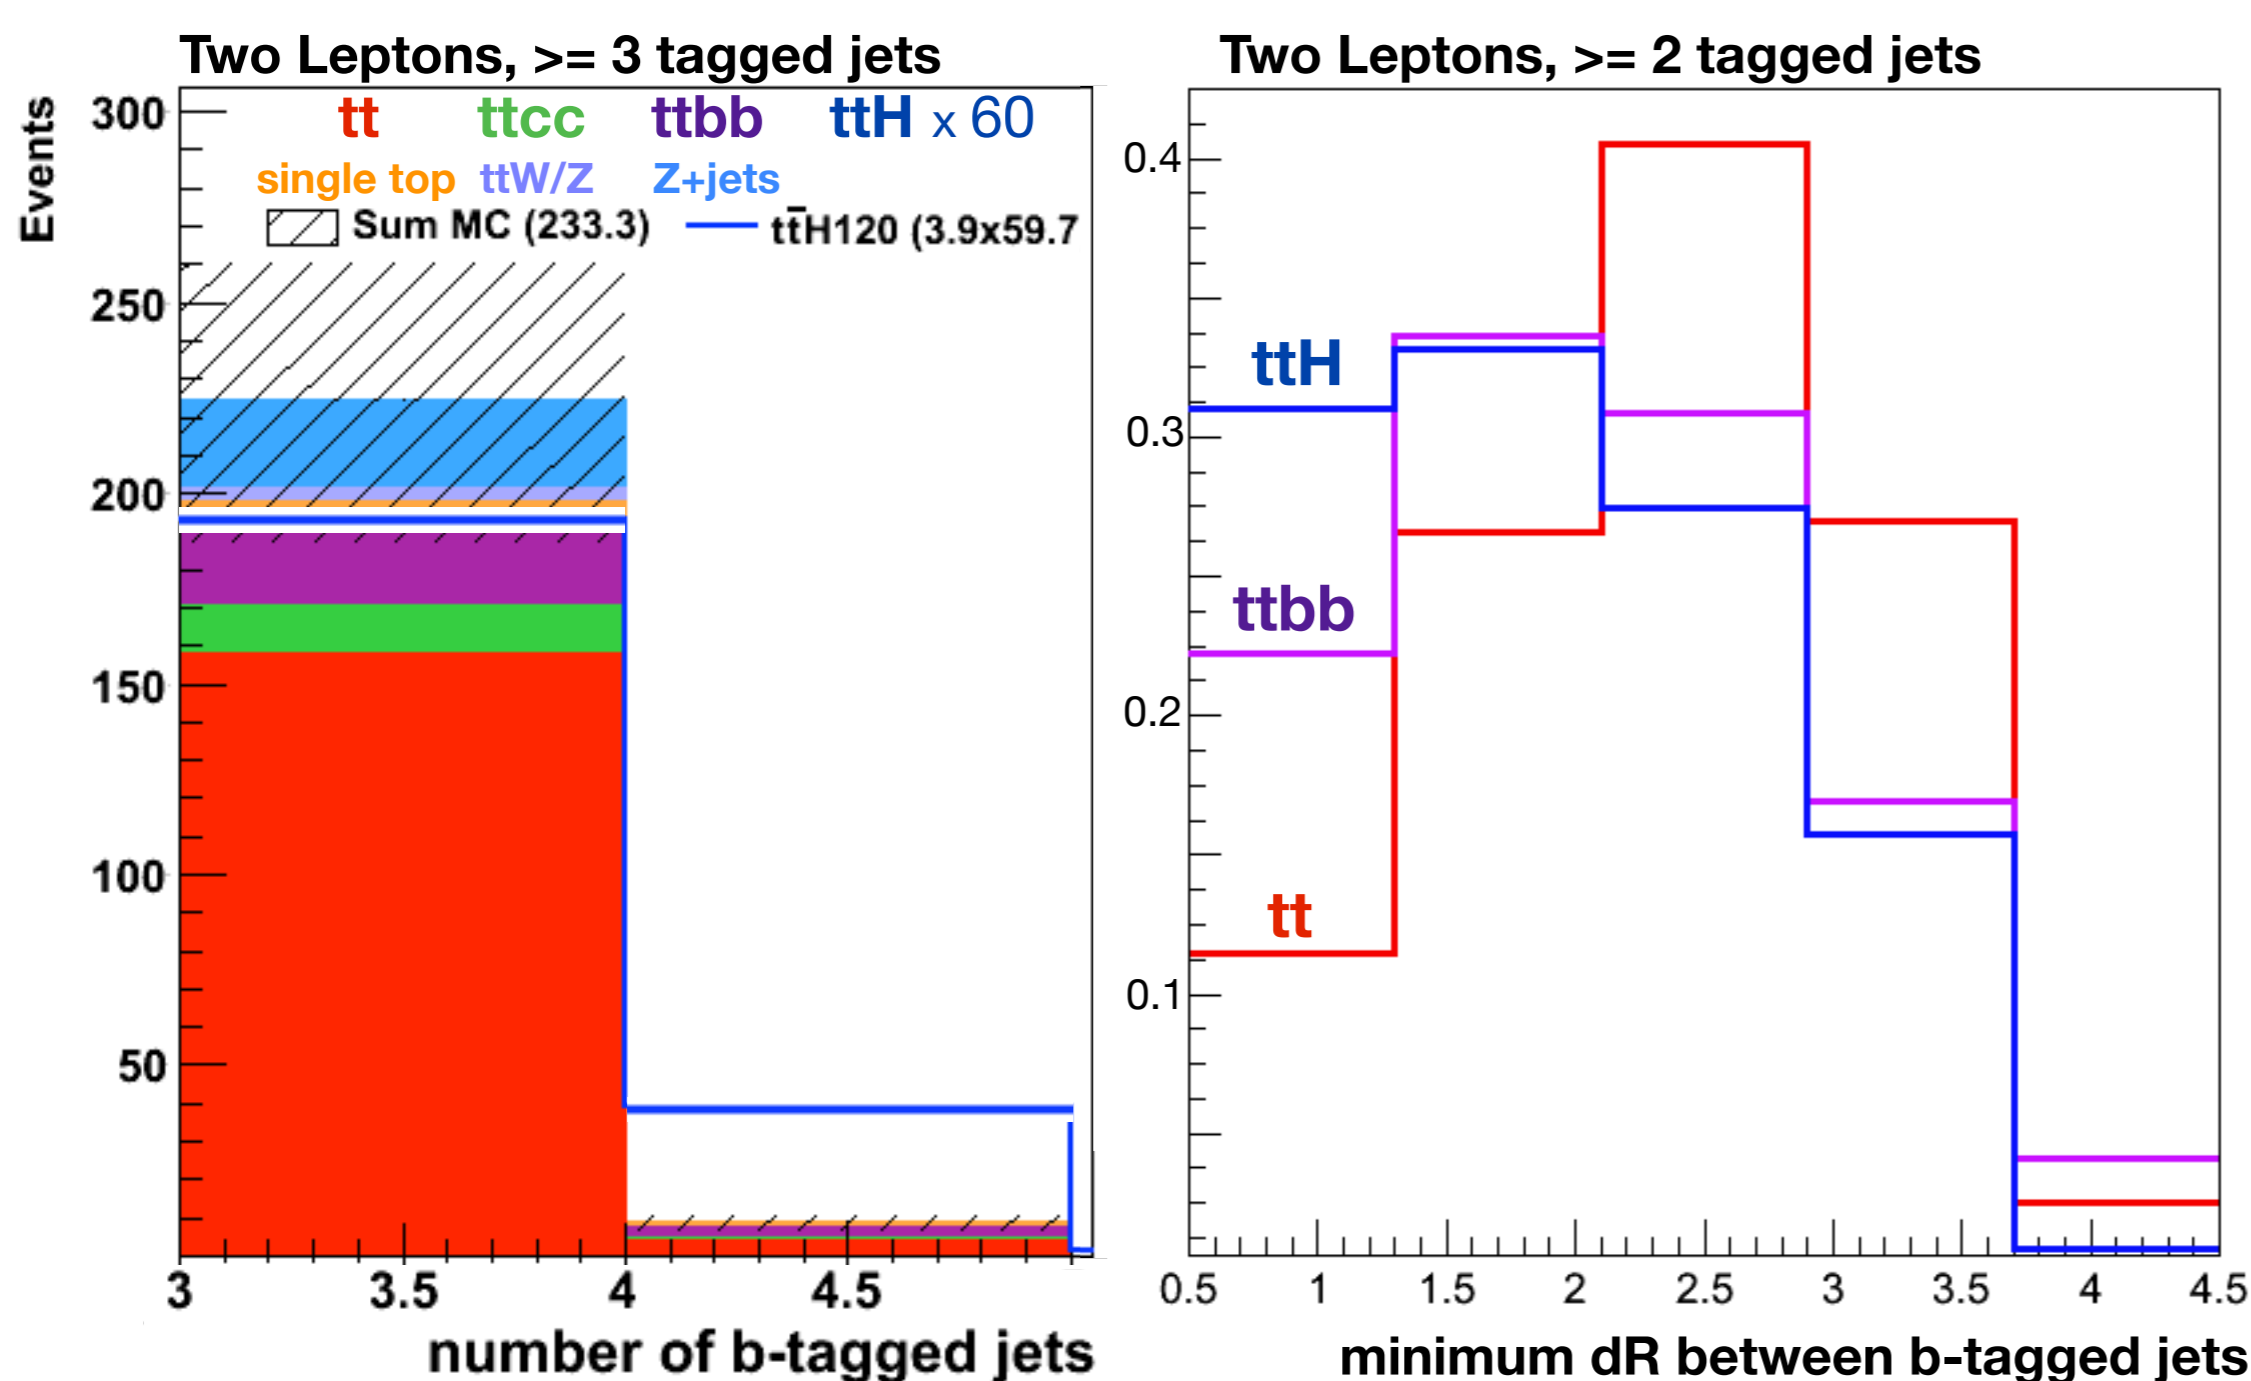 Two Leptons, >= 3 tagged jets
Events
300
250
200
150
100
50
tt ttcc ttbb ttH x 60
single top ttW/Z Z+jets
Sum MC (233.3) tt̄H120 (3.9x59.7
3 3.5 4 4.5
number of b-tagged jets
Two Leptons, >= 2 tagged jets
0.4
0.3
0.2
0.1
ttH
ttbb
tt
0.5 1 1.5 2 2.5 3 3.5 4 4.5
minimum dR between b-tagged jets